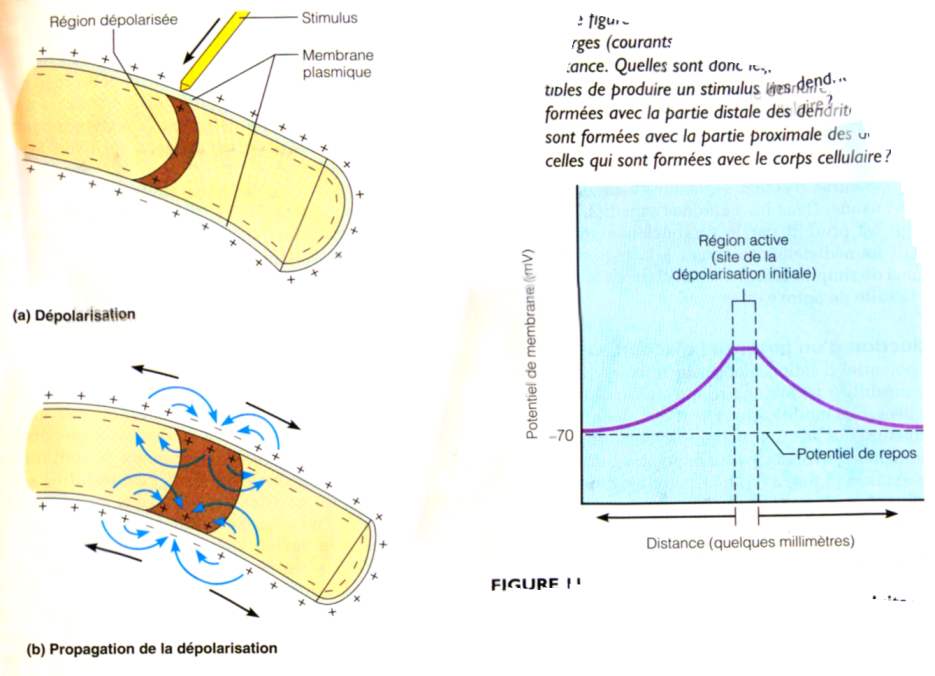 Région dépolarisée
Stimulus
Membrane
plasmique
(a) Dépolarisation
(b) Propagation de la dépolarisation
rges (courants
ance. Quelles sont donc
de produire un stimulus
formées avec la partie distale des dendrit
sont formées avec la partie proximale des
celles qui sont formées avec le corps cellulaire ?
Région active
(site de la
dépolarisation initiale)
Potentiel de membrane (mV)
–70
Potentiel de repos
Distance (quelques millimètres)
FIGURE 11